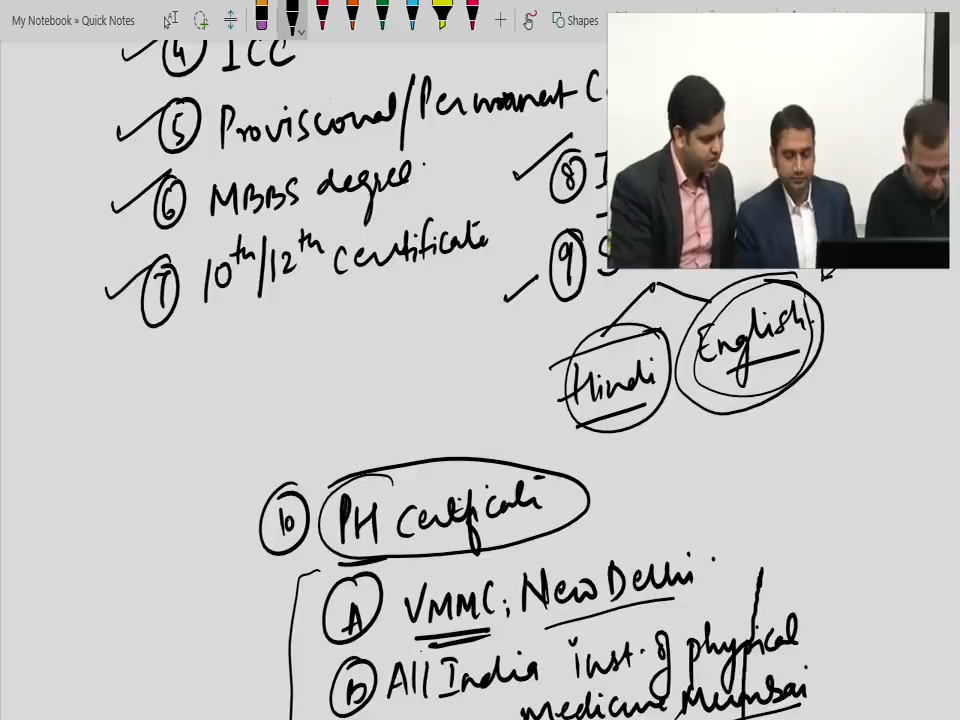 My Notebook » Quick Notes
Shapes
④ ICC
⑤ Provisional/Permanent C
⑥ MBBS degree
⑦ 10th/12th certificate
⑧ I
⑨ S
Hindi English
⑩ PH certificate
Ⓐ VMMC; New Delhi
Ⓑ All India inst. of physical
medicine, Mumbai